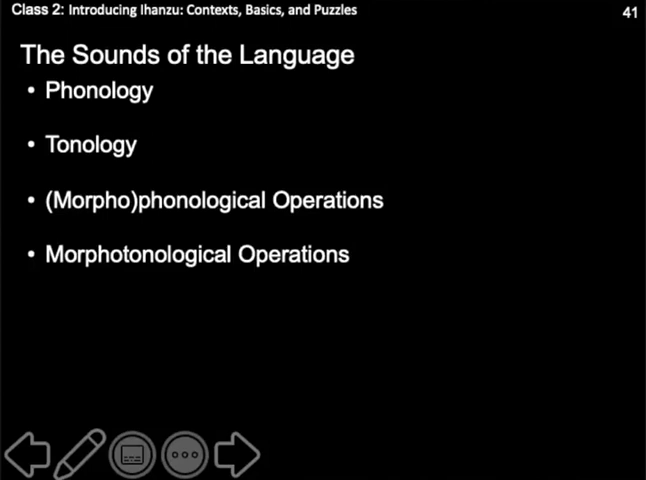 Class 2: Introducing Ihanzu: Contexts, Basics, and Puzzles
41
The Sounds of the Language
• Phonology
• Tonology
• (Morpho)phonological Operations
• Morphotonological Operations